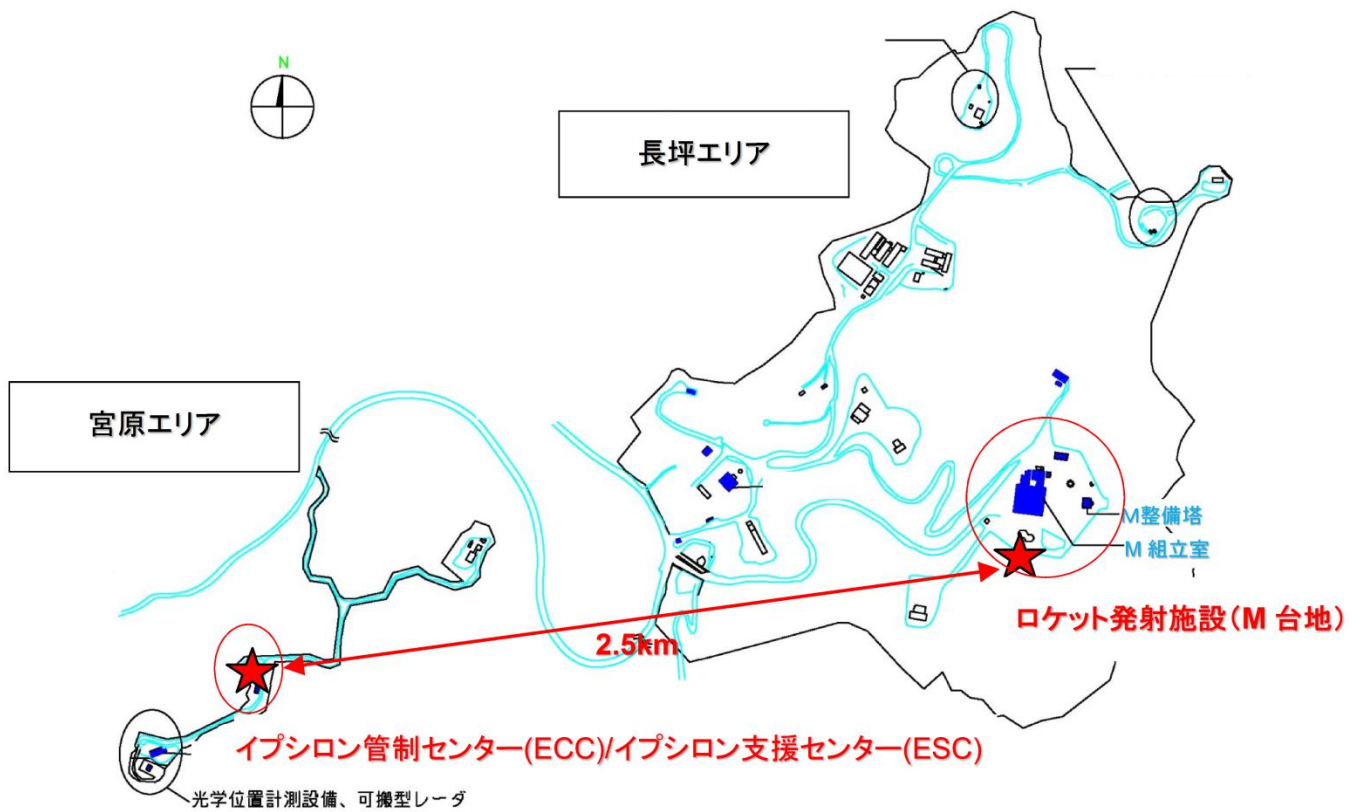 N
長坪エリア
宮原エリア
M整備塔
M 組立室
ロケット発射施設(M 台地)
2.5km
イプシロン管制センター(ECC)/イプシロン支援センター(ESC)
光学位置計測設備、可搬型レーダ